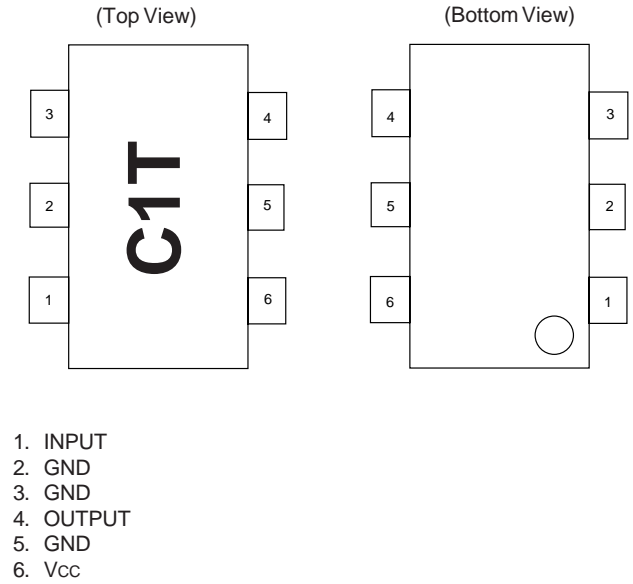 (Top View) (Bottom View)
3 4 4 3
2 5 5 2
1 6 6 1
C1T
1. INPUT
2. GND
3. GND
4. OUTPUT
5. GND
6. Vcc